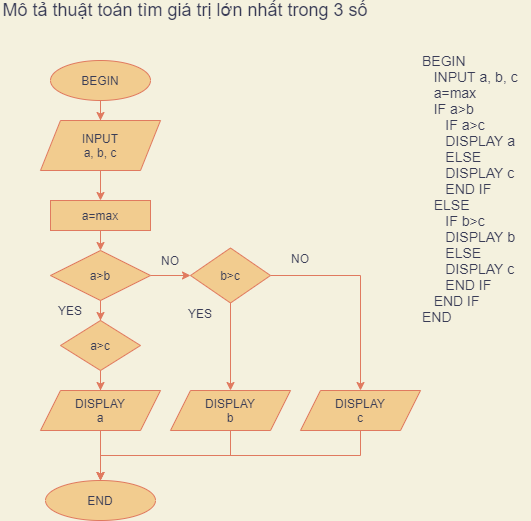 Mô tả thuật toán tìm giá trị lớn nhất trong 3 số
BEGIN
INPUT
a, b, c
a=max
a>b
NO
b>c
NO
YES
YES
a>c
DISPLAY
a
DISPLAY
b
DISPLAY
c
END
BEGIN
INPUT a, b, c
a=max
IF a>b
IF a>c
DISPLAY a
ELSE
DISPLAY c
END IF
ELSE
IF b>c
DISPLAY b
ELSE
DISPLAY c
END IF
END IF
END